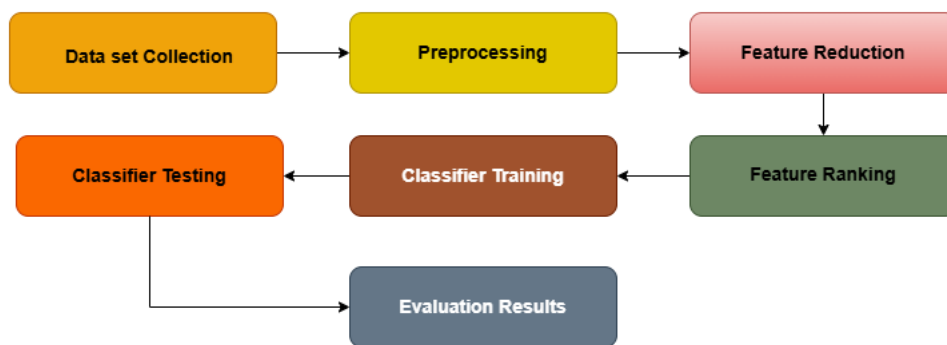 Data set Collection
Preprocessing
Feature Reduction
Feature Ranking
Classifier Training
Classifier Testing
Evaluation Results